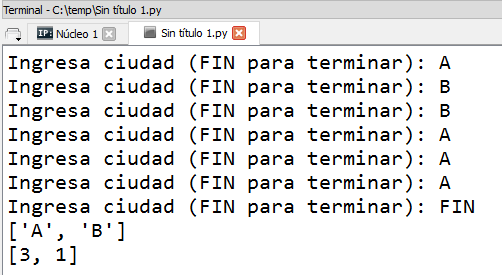 Terminal - C:\temp\Sin título 1.py
IP: Núcleo 1 Sin título 1.py
Ingresa ciudad (FIN para terminar): A
Ingresa ciudad (FIN para terminar): B
Ingresa ciudad (FIN para terminar): B
Ingresa ciudad (FIN para terminar): A
Ingresa ciudad (FIN para terminar): A
Ingresa ciudad (FIN para terminar): A
Ingresa ciudad (FIN para terminar): FIN
['A', 'B']
[3, 1]